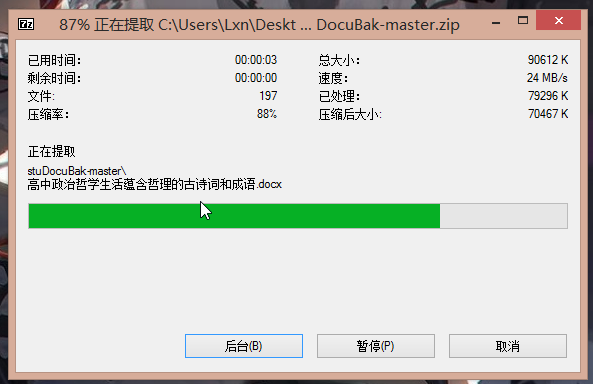 7z 87% 正在提取 C:\Users\Lxn\Deskt ... DocuBak-master.zip
已用时间: 00:00:03 总大小: 90612 K
剩余时间: 00:00:00 速度: 24 MB/s
文件: 197 已处理: 79296 K
压缩率: 88% 压缩后大小: 70467 K
正在提取
stuDocuBak-master\
高中政治哲学生活蕴含哲理的古诗词和成语.docx
后台(B) 暂停(P) 取消